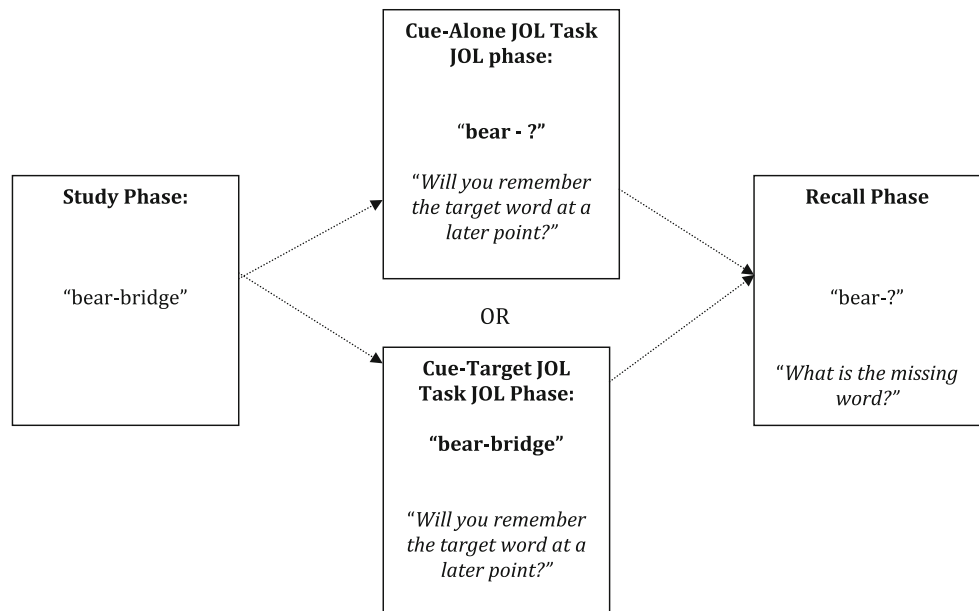 Study Phase:
“bear-bridge”
Cue-Alone JOL Task
JOL phase:
“bear - ?”
“Will you remember
the target word at a
later point?”
OR
Cue-Target JOL
Task JOL Phase:
“bear-bridge”
“Will you remember
the target word at a
later point?”
Recall Phase
“bear-?”
“What is the missing
word?”